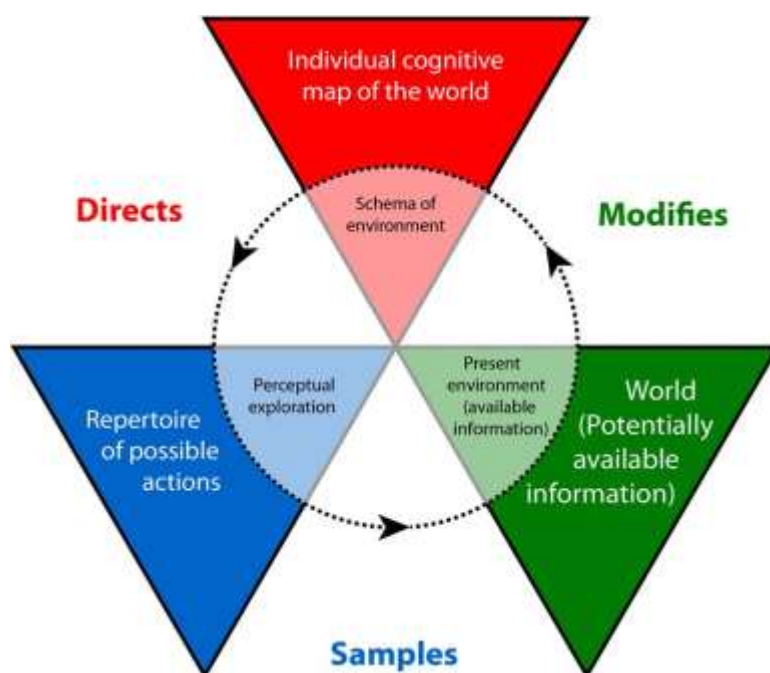 Individual cognitive
map of the world
Schema of
environment
Directs
Modifies
Perceptual
exploration
Present
environment
(available
information)
Repertoire
of possible
actions
World
(Potentially
available
information)
Samples